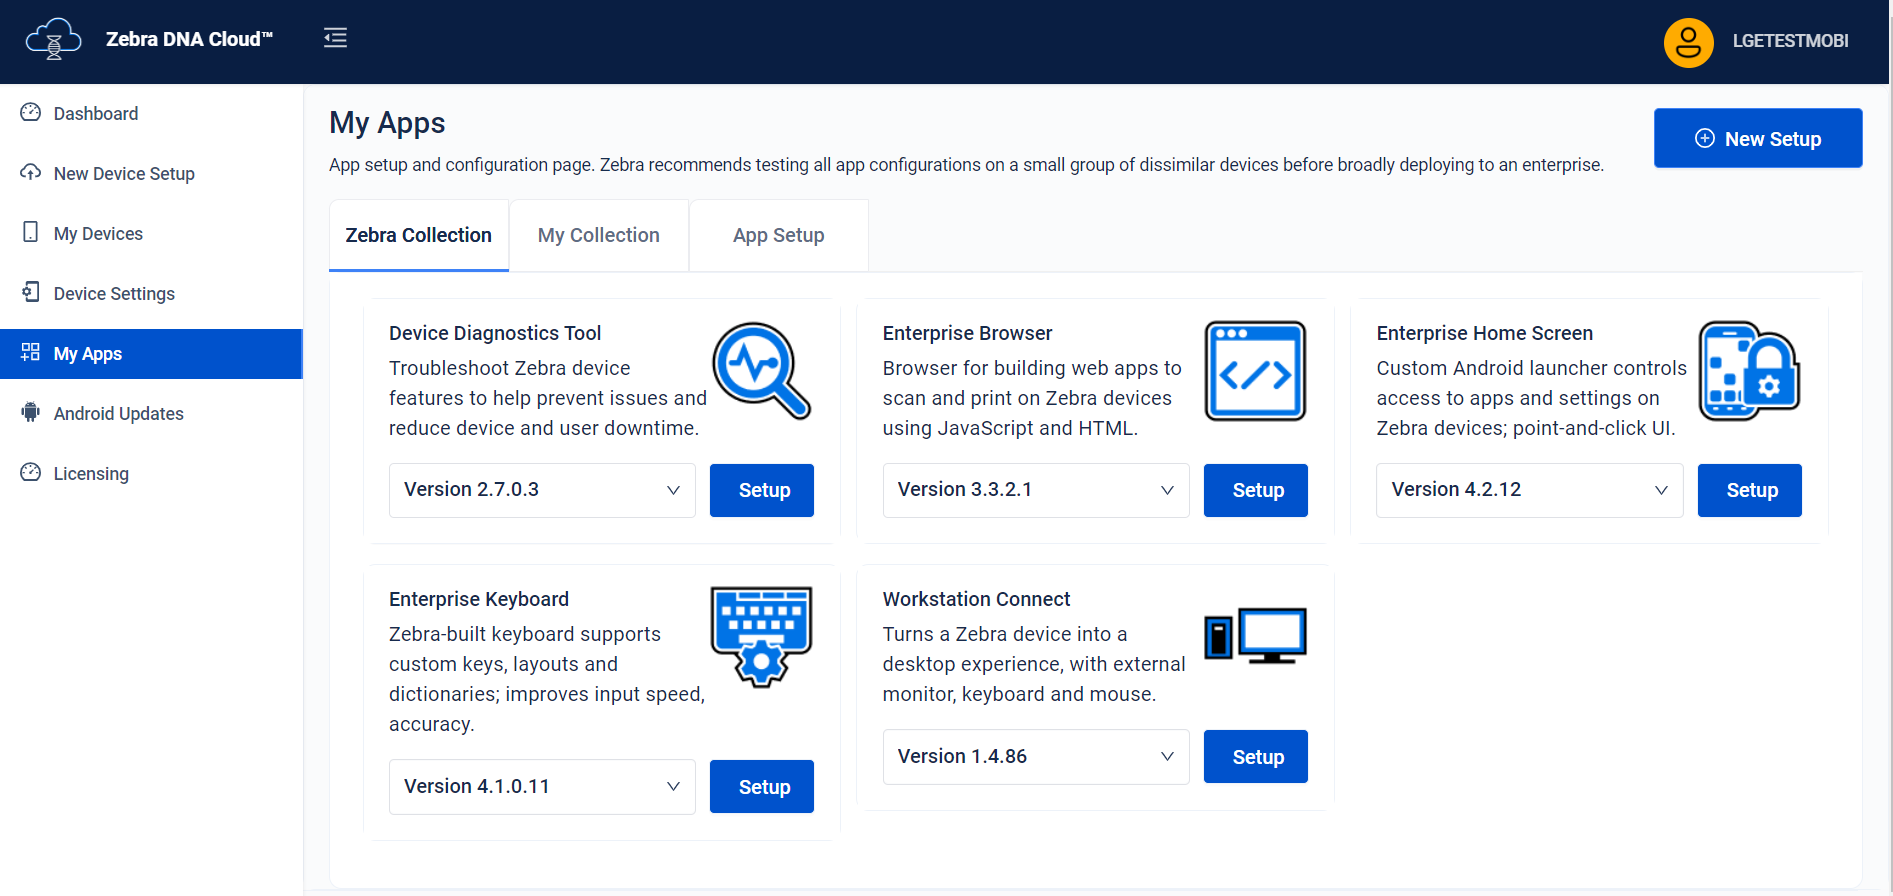 Zebra DNA Cloud™
LGETESTMOBI
Dashboard
New Device Setup
My Devices
Device Settings
My Apps
Android Updates
Licensing
My Apps
App setup and configuration page. Zebra recommends testing all app configurations on a small group of dissimilar devices before broadly deploying to an enterprise.
New Setup
Zebra Collection
My Collection
App Setup
Device Diagnostics Tool
Troubleshoot Zebra device
features to help prevent issues and
reduce device and user downtime.
Version 2.7.0.3
Setup
Enterprise Browser
Browser for building web apps to
scan and print on Zebra devices
using JavaScript and HTML.
Version 3.3.2.1
Setup
Enterprise Home Screen
Custom Android launcher controls
access to apps and settings on
Zebra devices; point-and-click UI.
Version 4.2.12
Setup
Enterprise Keyboard
Zebra-built keyboard supports
custom keys, layouts and
dictionaries; improves input speed,
accuracy.
Version 4.1.0.11
Setup
Workstation Connect
Turns a Zebra device into a
desktop experience, with external
monitor, keyboard and mouse.
Version 1.4.86
Setup